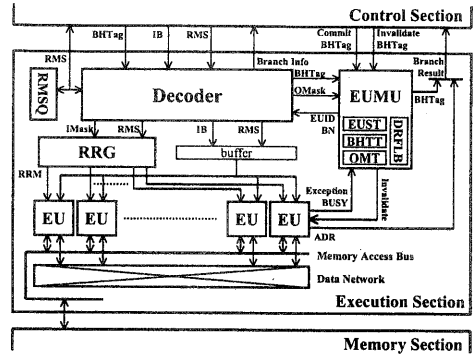 Control Section
RMS
BHTag
IB
RMS
Commit
BHTag
Invalidate
BHTag
Branch Info
Branch
Result
RMSQ
Decoder
BHTag
OMask
EUID
BN
EUMU
EUST
BHTT
OMT
DRFLB
BHTag
IMask
RMS
IB
RMS
RRG
buffer
RRM
Exception
BUSY
Invalidate
EU
EU
EU
EU
ADR
Memory Access Bus
Data Network
Execution Section
Memory Section